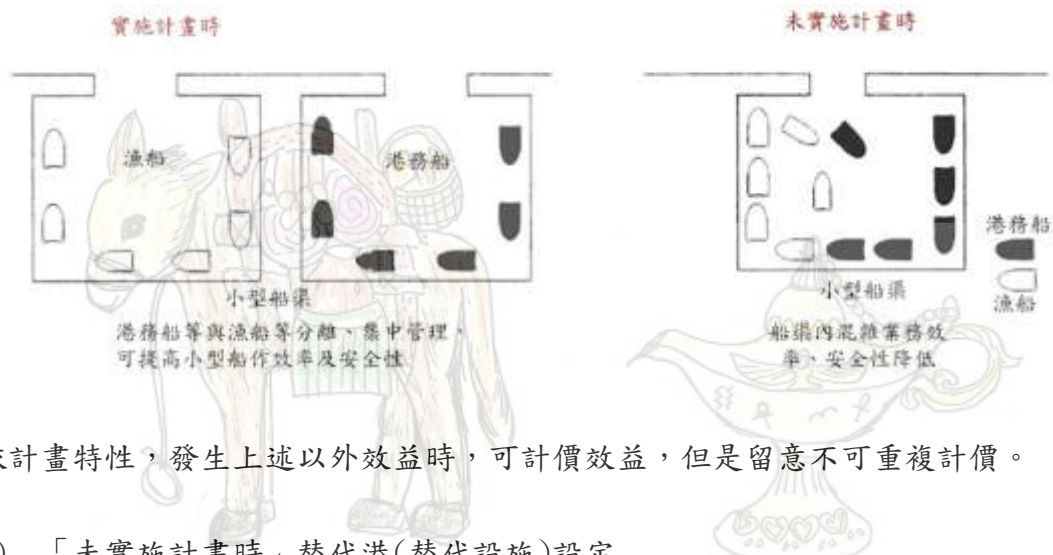 實施計畫時
未實施計畫時
漁船
港務船
港務船
漁船
小型船渠
小型船渠
港務船等與漁船等分離、集中管理,
可提高小型船作效率及安全性
船渠內混雜業務效
率、安全性降低
計畫特性,發生上述以外效益時,可計價效益,但是留意不可重複計價。
「未實施計畫時」替代港(替代設施)設定